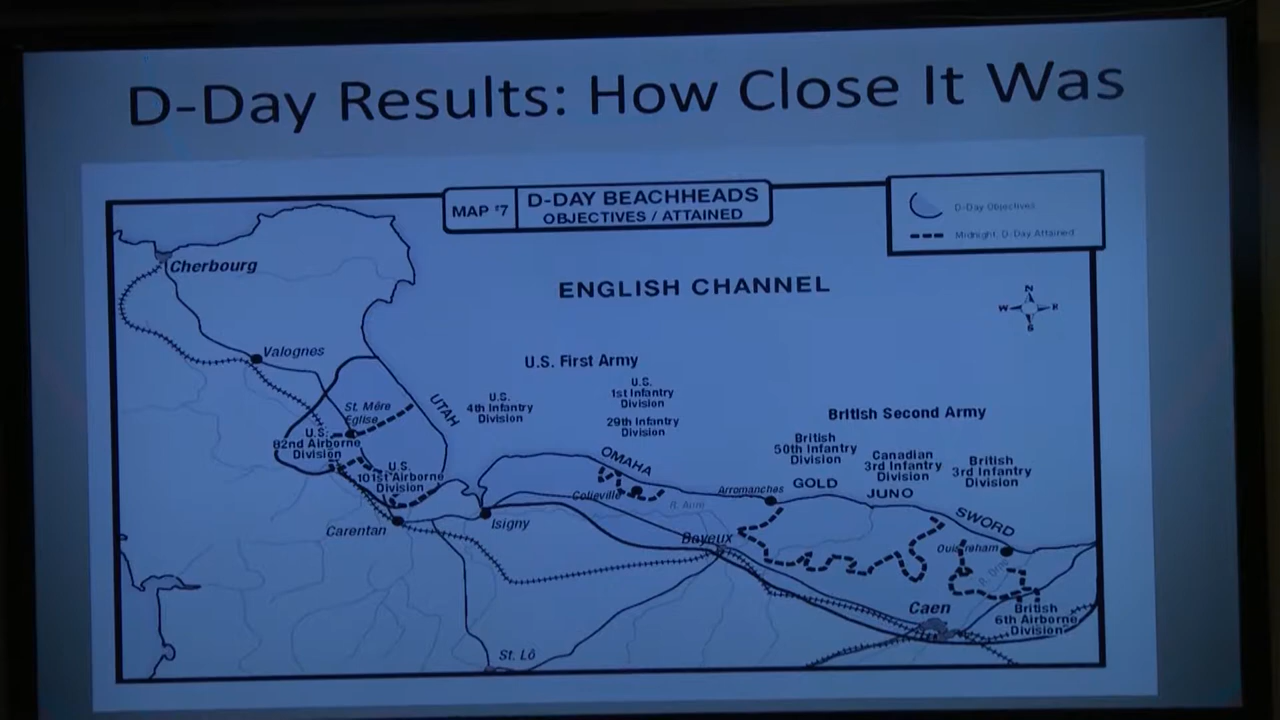 D-Day Results: How Close It Was
MAP #7
D-DAY BEACHHEADS
OBJECTIVES / ATTAINED
D-Day Objectives
Midnight, D-Day Attained
Cherbourg
ENGLISH CHANNEL
N
W
E
S
Valognes
U.S. First Army
U.S.
4th Infantry
Division
U.S.
1st Infantry
Division
29th Infantry
Division
British Second Army
British
50th Infantry
Division
Canadian
3rd Infantry
Division
British
3rd Infantry
Division
St. Mére
Eglise
UTAH
U.S.
82nd Airborne
Division
U.S.
101st Airborne
Division
OMAHA
Colleville
R. Aure
Arromanches
GOLD
JUNO
SWORD
Carentan
Isigny
Bayeux
Ouistreham
R. Orne
Caen
British
6th Airborne
Division
St. Lô